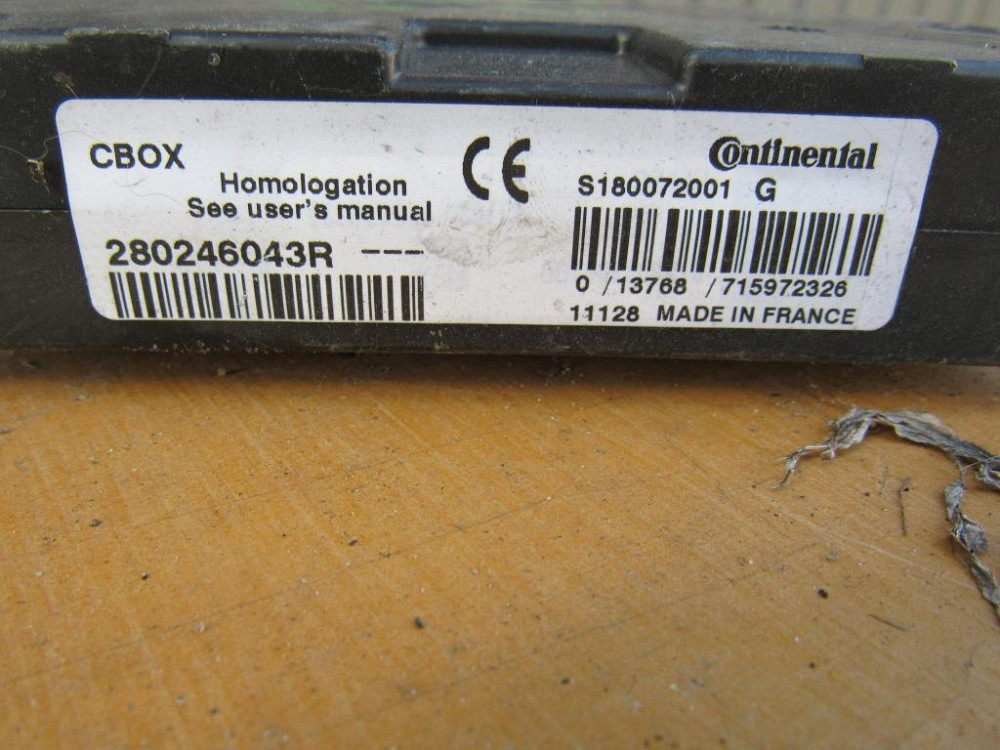 CBOX
Homologation
See user's manual
280246043R ---
CE
Continental
S180072001 G
0 /13768 /715972326
11128 MADE IN FRANCE